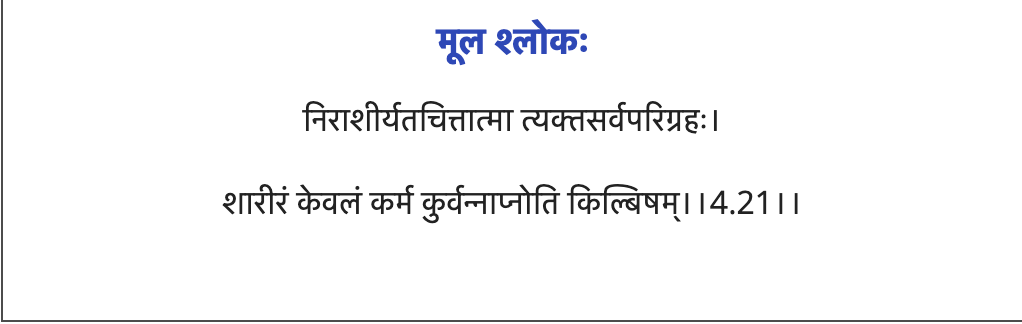 मूल श्लोकः
निराशीर्यतचित्तात्मा त्यक्तसर्वपरिग्रहः।
शारीरं केवलं कर्म कुर्वन्नाप्नोति किल्बिषम्।।4.21।।